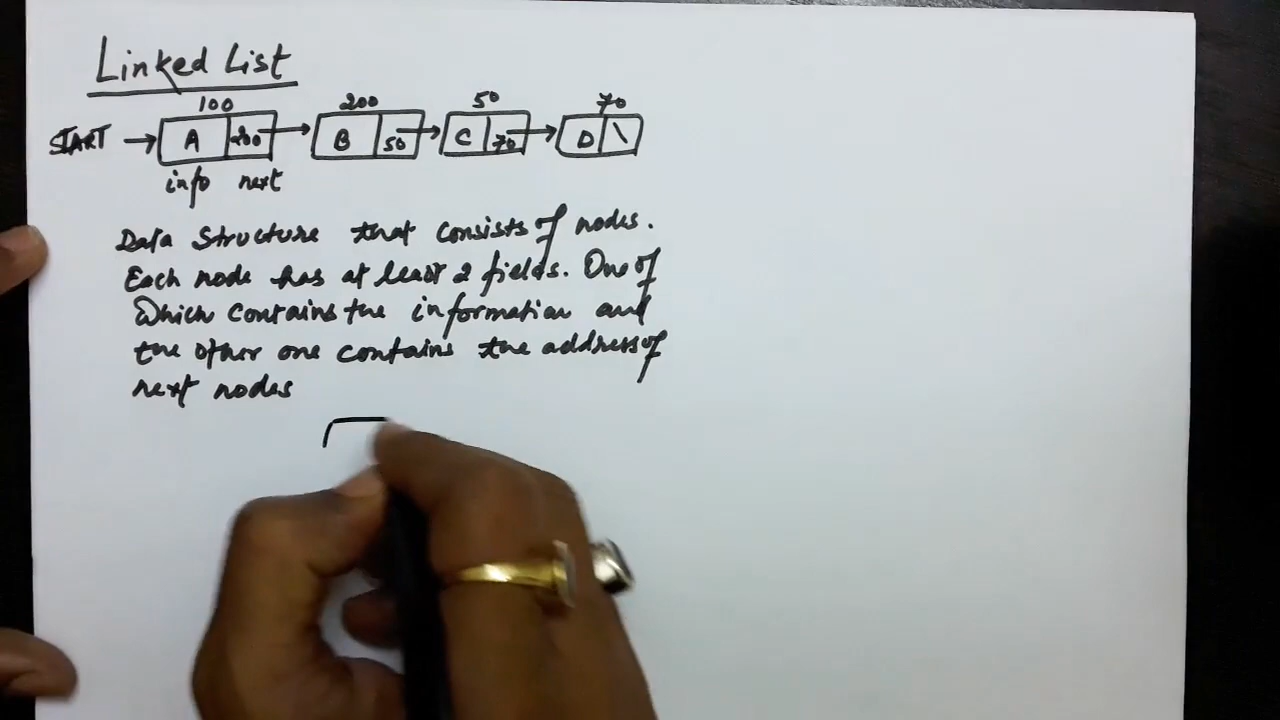 Linked List
100 200 50 70
START A 200 B 50 C 70 D \
info next
Data Structure that consists of nodes.
Each node has at least 2 fields. One of
Which contains the information and
the other one contains the address of
next nodes